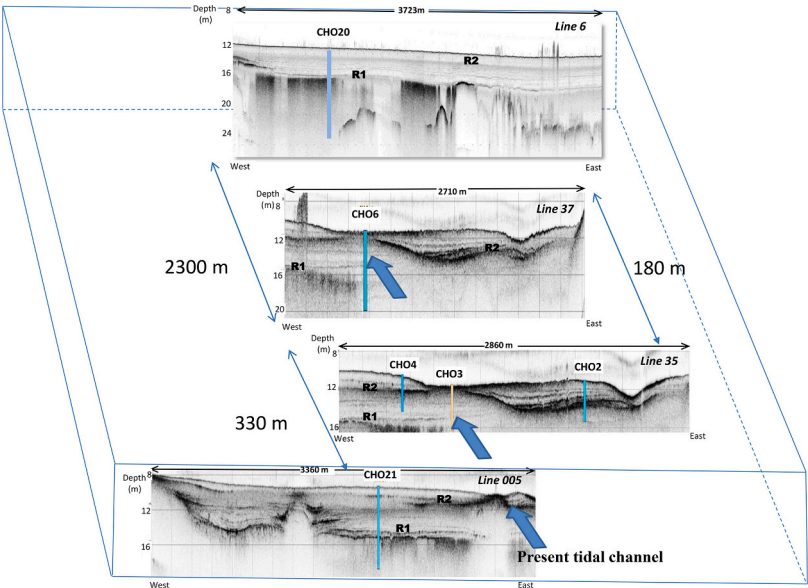 Depth
(m)
8
3723m
Line 6
CHO20
12
R2
R1
16
20
24
West
East
Depth
(m)
8
2710 m
Line 37
CHO6
12
R2
R1
16
20
West
East
2300 m
180 m
Depth
(m)
8
2860 m
Line 35
CHO4
CHO3
CHO2
12
R2
R1
16
West
East
330 m
Depth
(m)
8
3360 m
Line 005
CHO21
R2
12
R1
16
Present tidal channel
West
East